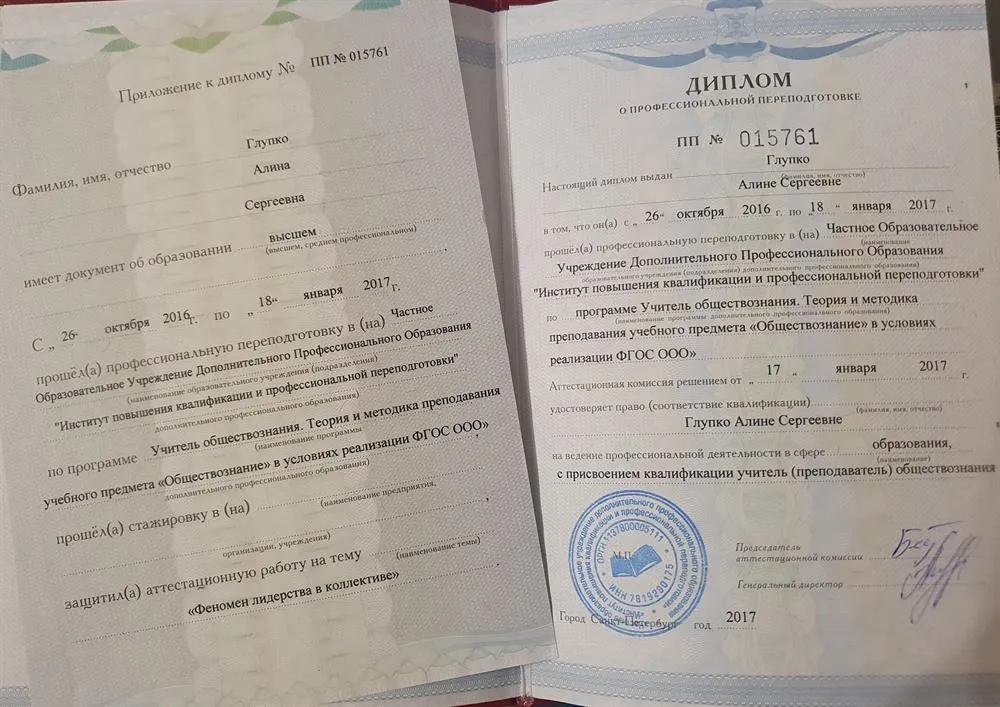 Приложение к диплому № ПП № 015761
Глупко
Фамилия, имя, отчество Алина
Сергеевна
имеет документ об образовании высшем
(высшем, среднем профессиональном)
С „ 26“ октября 2016г. по „ 18“ января 2017г.
прошёл(а) профессиональную переподготовку в (на) Частное
Образовательное Учреждение Дополнительного Профессионального Образования
(наименование образовательного учреждения (подразделения)
"Институт повышения квалификации и профессиональной переподготовки"
дополнительного профессионального образования)
по программе Учитель обществознания. Теория и методика преподавания
(наименование программы
учебного предмета «Обществознание» в условиях реализации ФГОС ООО»
дополнительного профессионального образования)
прошёл(а) стажировку в (на)
(наименование предприятия,
организации, учреждения)
защитил(а) аттестационную работу на тему
(наименование темы)
«Феномен лидерства в коллективе»
ДИПЛОМ
О ПРОФЕССИОНАЛЬНОЙ ПЕРЕПОДГОТОВКЕ
ПП № 015761
Глупко
Настоящий диплом выдан
(фамилия, имя, отчество)
Алине Сергеевне
в том, что он(а) с „ 26“ октября 2016 г. по „ 18 “ января 2017 г.
прошёл(а) профессиональную переподготовку в (на) Частное Образовательное
(наименование
Учреждение Дополнительного Профессионального Образования
образовательного учреждения (подразделения) дополнительного профессионального образования)
"Институт повышения квалификации и профессиональной переподготовки"
по программе Учитель обществознания. Теория и методика
(наименование программы дополнительного профессионального образования)
преподавания учебного предмета «Обществознание» в условиях
реализации ФГОС ООО»
Аттестационная комиссия решением от „ 17 „ января 2017 г.
удостоверяет право (соответствие квалификации)
(фамилия, имя, отчество)
Глупко Алине Сергеевне
на ведение профессиональной деятельности в сфере образования,
(наименование)
с присвоением квалификации учитель (преподаватель) обществознания
М.П.
ОГРН 1137800005111
ИНН 7819290175
Председатель
аттестационной комиссии
Генеральный директор
Город Санкт-Петербург год 2017